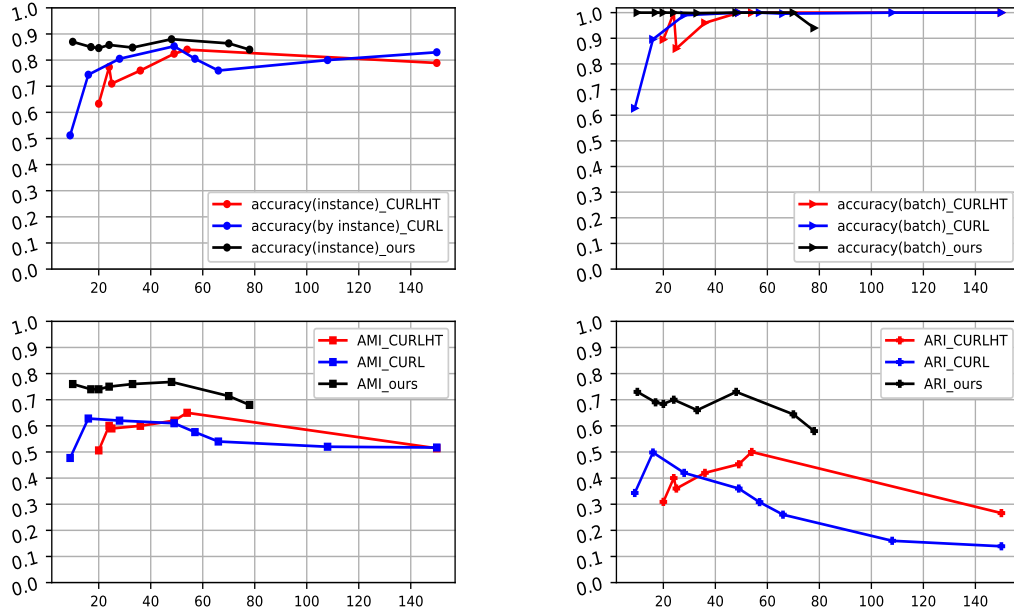 1.0
0.9
0.8
0.7
0.6
0.5
0.4
0.3
0.2
0.1
0.0
20 40 60 80 100 120 140
accuracy(instance)_CURLHT
accuracy(by instance)_CURL
accuracy(instance)_ours
1.0
0.9
0.8
0.7
0.6
0.5
0.4
0.3
0.2
0.1
0.0
20 40 60 80 100 120 140
accuracy(batch)_CURLHT
accuracy(batch)_CURL
accuracy(batch)_ours
1.0
0.9
0.8
0.7
0.6
0.5
0.4
0.3
0.2
0.1
0.0
20 40 60 80 100 120 140
AMI_CURLHT
AMI_CURL
AMI_ours
1.0
0.9
0.8
0.7
0.6
0.5
0.4
0.3
0.2
0.1
0.0
20 40 60 80 100 120 140
ARI_CURLHT
ARI_CURL
ARI_ours